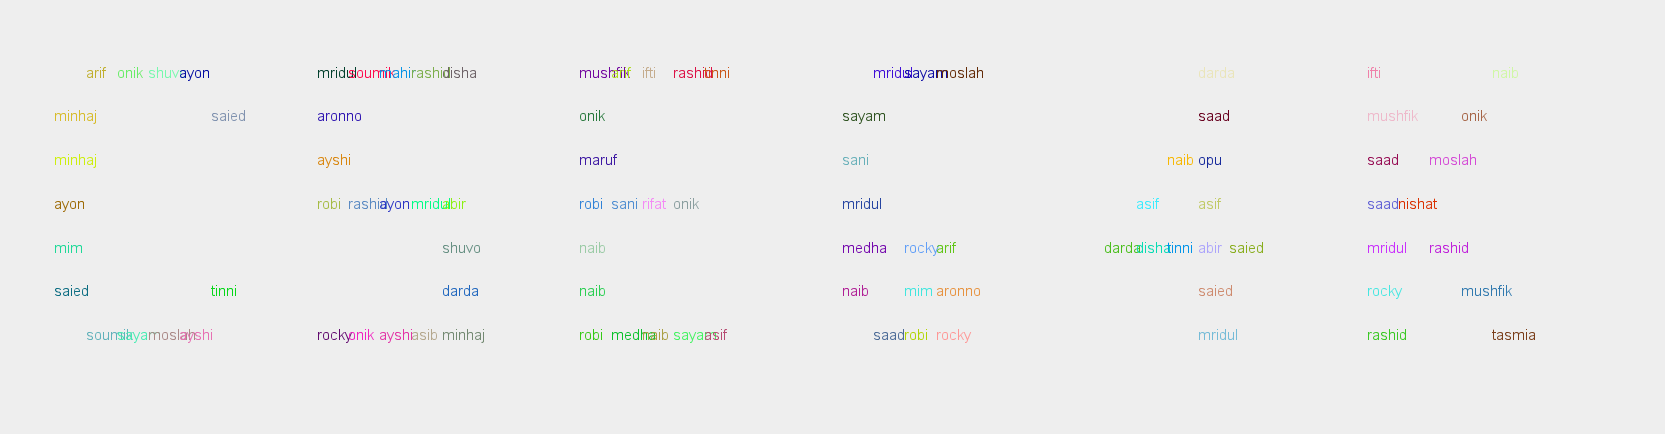 arif onik shuvo ayon mridul soumik rashid disha mushfik arif ifti rashid tinni mridul sayam moslah darda ifti naib
minhaj saied aronno onik sayam saad mushfik onik
minhaj ayshi maruf sani naib opu saad moslah
ayon robi rashid ayon mridul abir robi sani rifat onik mridul asif asif saad nishat
mim shuvo naib medha rocky arif darda disha tinni abir saied mridul rashid
saied tinni darda naib naib mim aronno saied rocky mushfik
soumik sayam moslah ayshi rocky onik ayshi asib minhaj robi medha naib sayam asif saad robi rocky mridul rashid tasmia